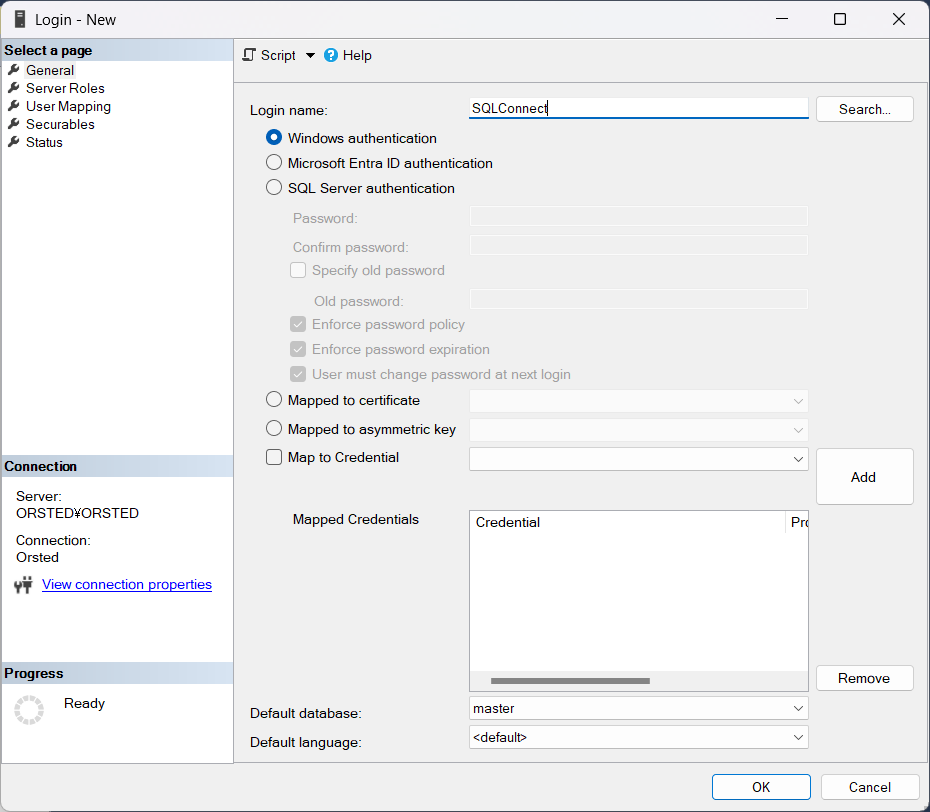 Login - New
Select a page
General
Server Roles
User Mapping
Securables
Status
Script
Help
Login name:
SQLConnect
Search...
Windows authentication
Microsoft Entra ID authentication
SQL Server authentication
Password:
Confirm password:
Specify old password
Old password:
Enforce password policy
Enforce password expiration
User must change password at next login
Mapped to certificate
Mapped to asymmetric key
Map to Credential
Add
Mapped Credentials
Credential
Remove
Default database:
master
Default language:
<default>
Connection
Server:
ORSTED¥ORSTED
Connection:
Orsted
View connection properties
Progress
Ready
OK
Cancel